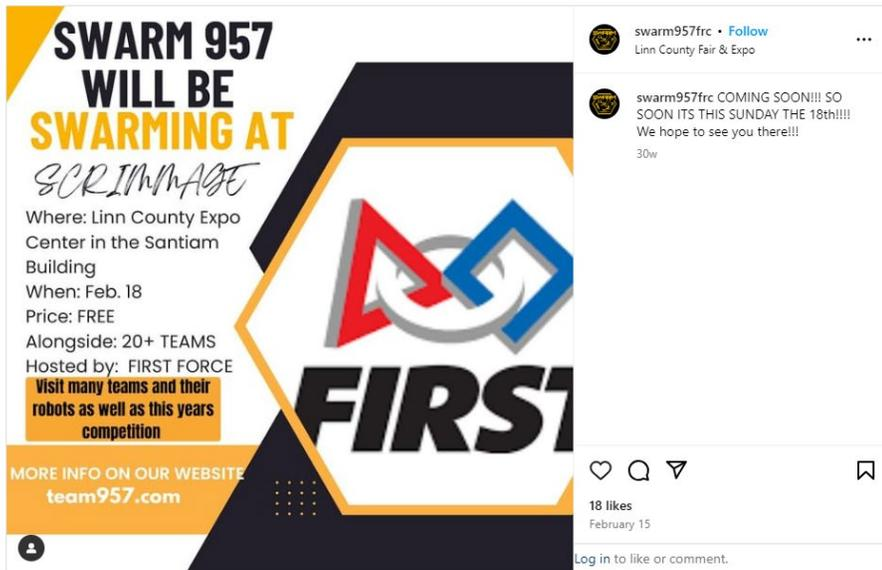 SWARM 957
WILL BE
SWARMING AT
SCRIMMAGE
Where: Linn County Expo
Center in the Santiam
Building
When: Feb. 18
Price: FREE
Alongside: 20+ TEAMS
Hosted by: FIRST FORCE
Visit many teams and their
robots as well as this years
competition
MORE INFO ON OUR WEBSITE
team957.com
FIRST
swarm957frc • Follow
Linn County Fair & Expo
swarm957frc COMING SOON!!! SO
SOON ITS THIS SUNDAY THE 18th!!!!
We hope to see you there!!!
30w
18 likes
February 15
Log in to like or comment.